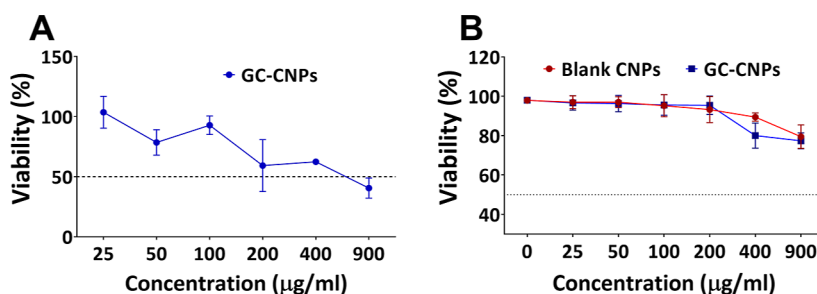 A
GC-CNPs
Viability (%)
150
100
50
0
25 50 100 200 400 900
Concentration (μg/ml)
B
Blank CNPs GC-CNPs
Viability (%)
120
100
80
60
40
0 25 50 100 200 400 900
Concentration (μg/ml)